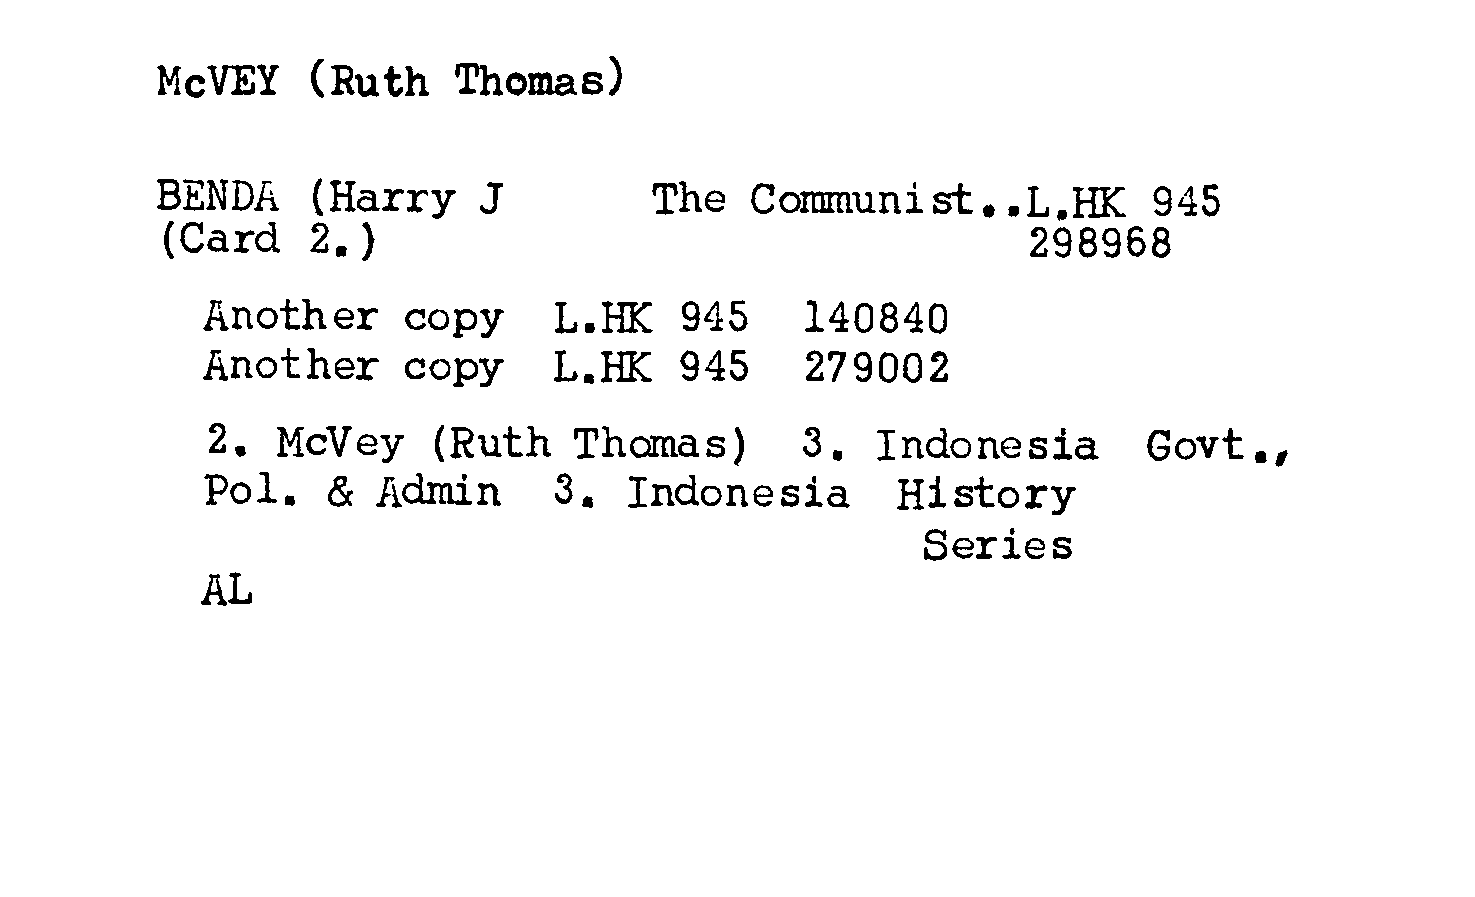 McVEY (Ruth Thomas)
BENDA (Harry J The Communist..L.HK 945
(Card 2.) 298968
Another copy L.HK 945 140840
Another copy L.HK 945 279002
2. McVey (Ruth Thomas) 3. Indonesia Govt.,
Pol. & Admin 3. Indonesia History
Series
AL